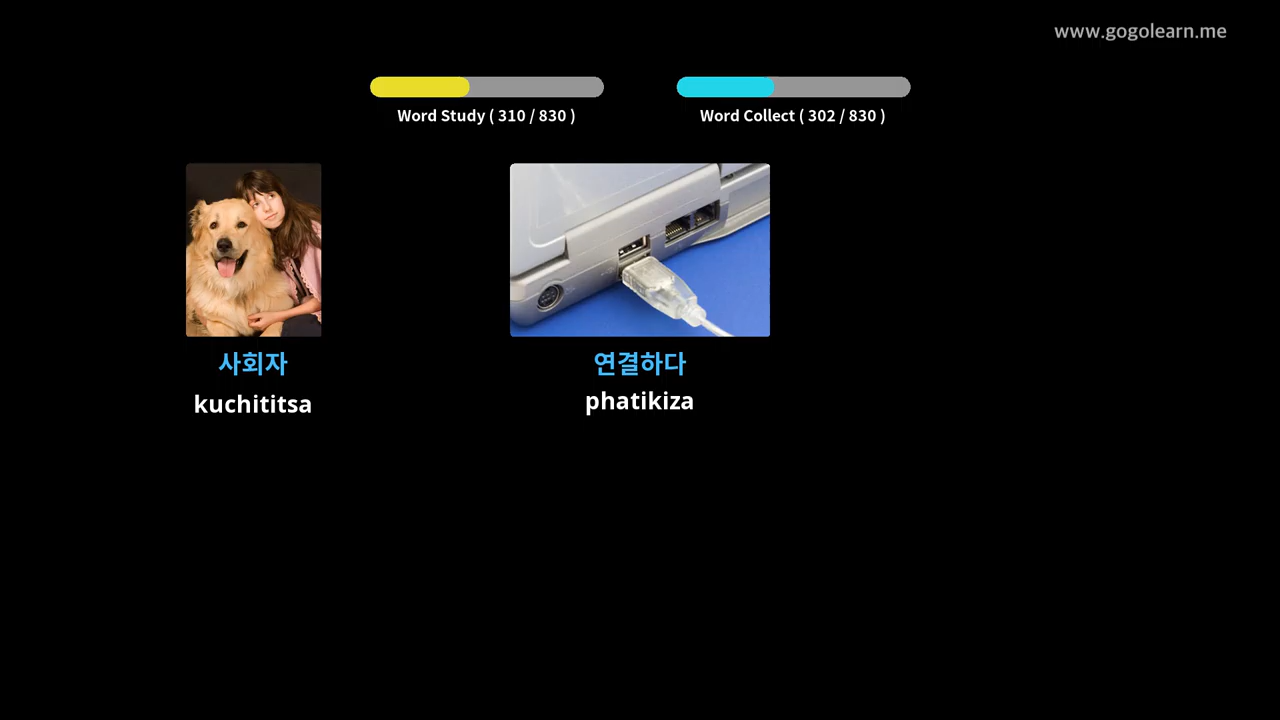 www.gogolearn.me
Word Study ( 310 / 830 )
Word Collect ( 302 / 830 )
사회자
kuchititsa
연결하다
phatikiza